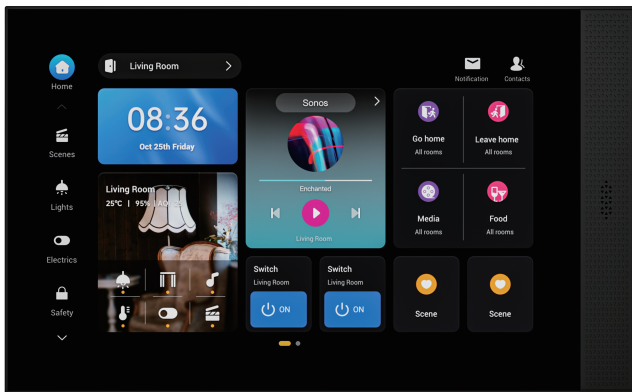 Home
Scenes
Lights
Electrics
Safety
Living Room
Notification
Contacts
08:36
Oct 25th Friday
Living Room
25°C | 95% |
Sonos
Enchanted
Living Room
Go home
All rooms
Leave home
All rooms
Media
All rooms
Food
All rooms
Switch
Living Room
ON
Switch
Living Room
ON
Scene
Scene